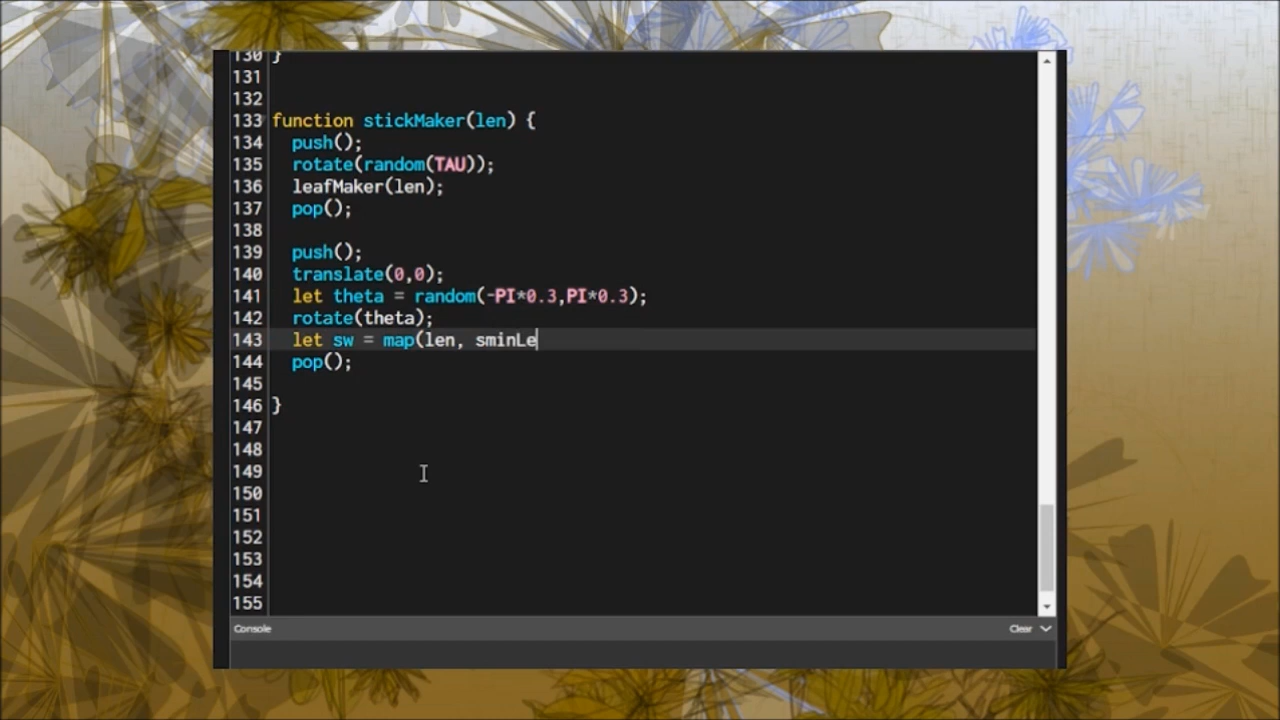 130 }
131
132
133 function stickMaker(len) {
134 push();
135 rotate(random(TAU));
136 leafMaker(len);
137 pop();
138
139 push();
140 translate(0,0);
141 let theta = random(-PI*0.3,PI*0.3);
142 rotate(theta);
143 let sw = map(len, sminLe
144 pop();
145
146 }
147
148
149
150
151
152
153
154
155
Console Clear